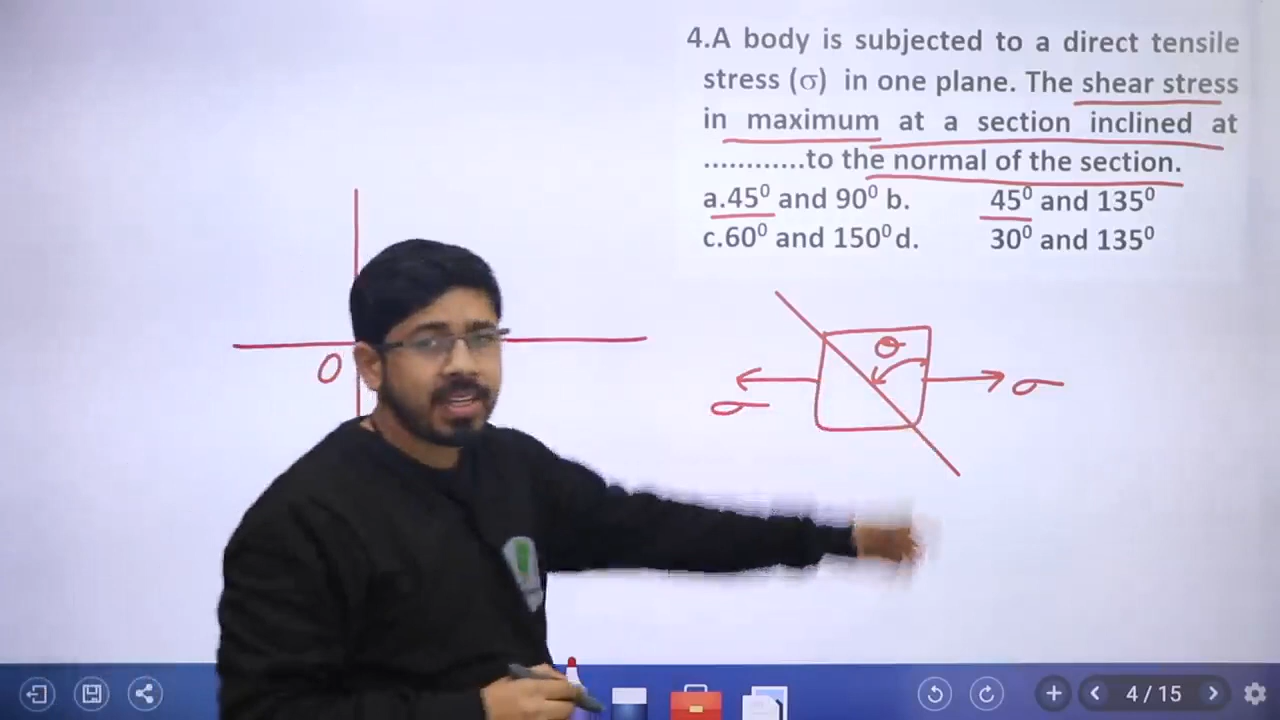 4.A body is subjected to a direct tensile
stress (σ) in one plane. The shear stress
in maximum at a section inclined at
............to the normal of the section.
a.45⁰ and 90⁰ b. 45⁰ and 135⁰
c.60⁰ and 150⁰ d. 30⁰ and 135⁰
O
θ
σ
σ
4 / 15